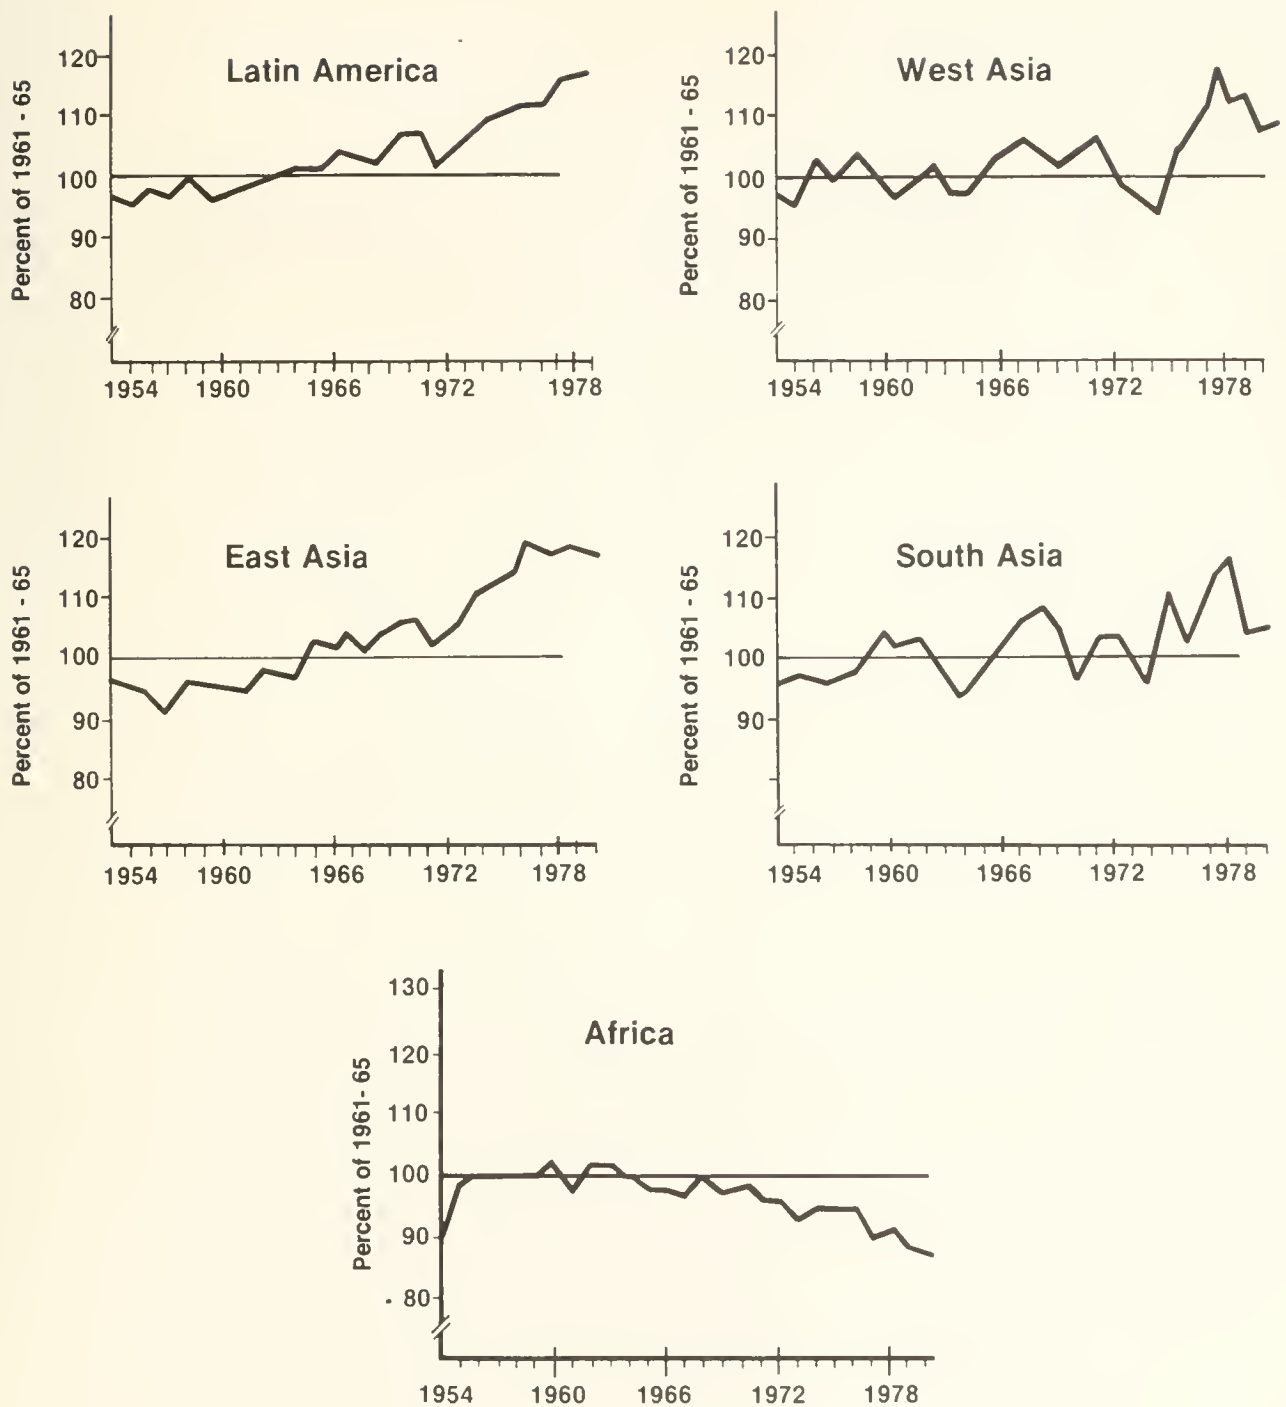 Latin America
Percent of 1961 - 65
120
110
100
90
80
1954 1960 1966 1972 1978
West Asia
Percent of 1961 - 65
120
110
100
90
80
1954 1960 1966 1972 1978
East Asia
Percent of 1961 - 65
120
110
100
90
80
1954 1960 1966 1972 1978
South Asia
Percent of 1961 - 65
120
110
100
90
1954 1960 1966 1972 1978
Africa
Percent of 1961- 65
130
120
110
100
90
80
1954 1960 1966 1972 1978